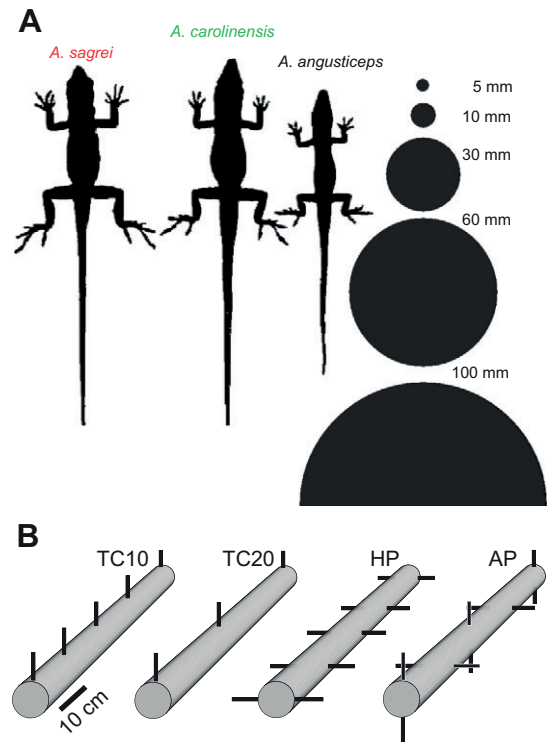 A
A. sagrei
A. carolinensis
A. angusticeps
5 mm
10 mm
30 mm
60 mm
100 mm
B
TC10
TC20
HP
AP
10 cm